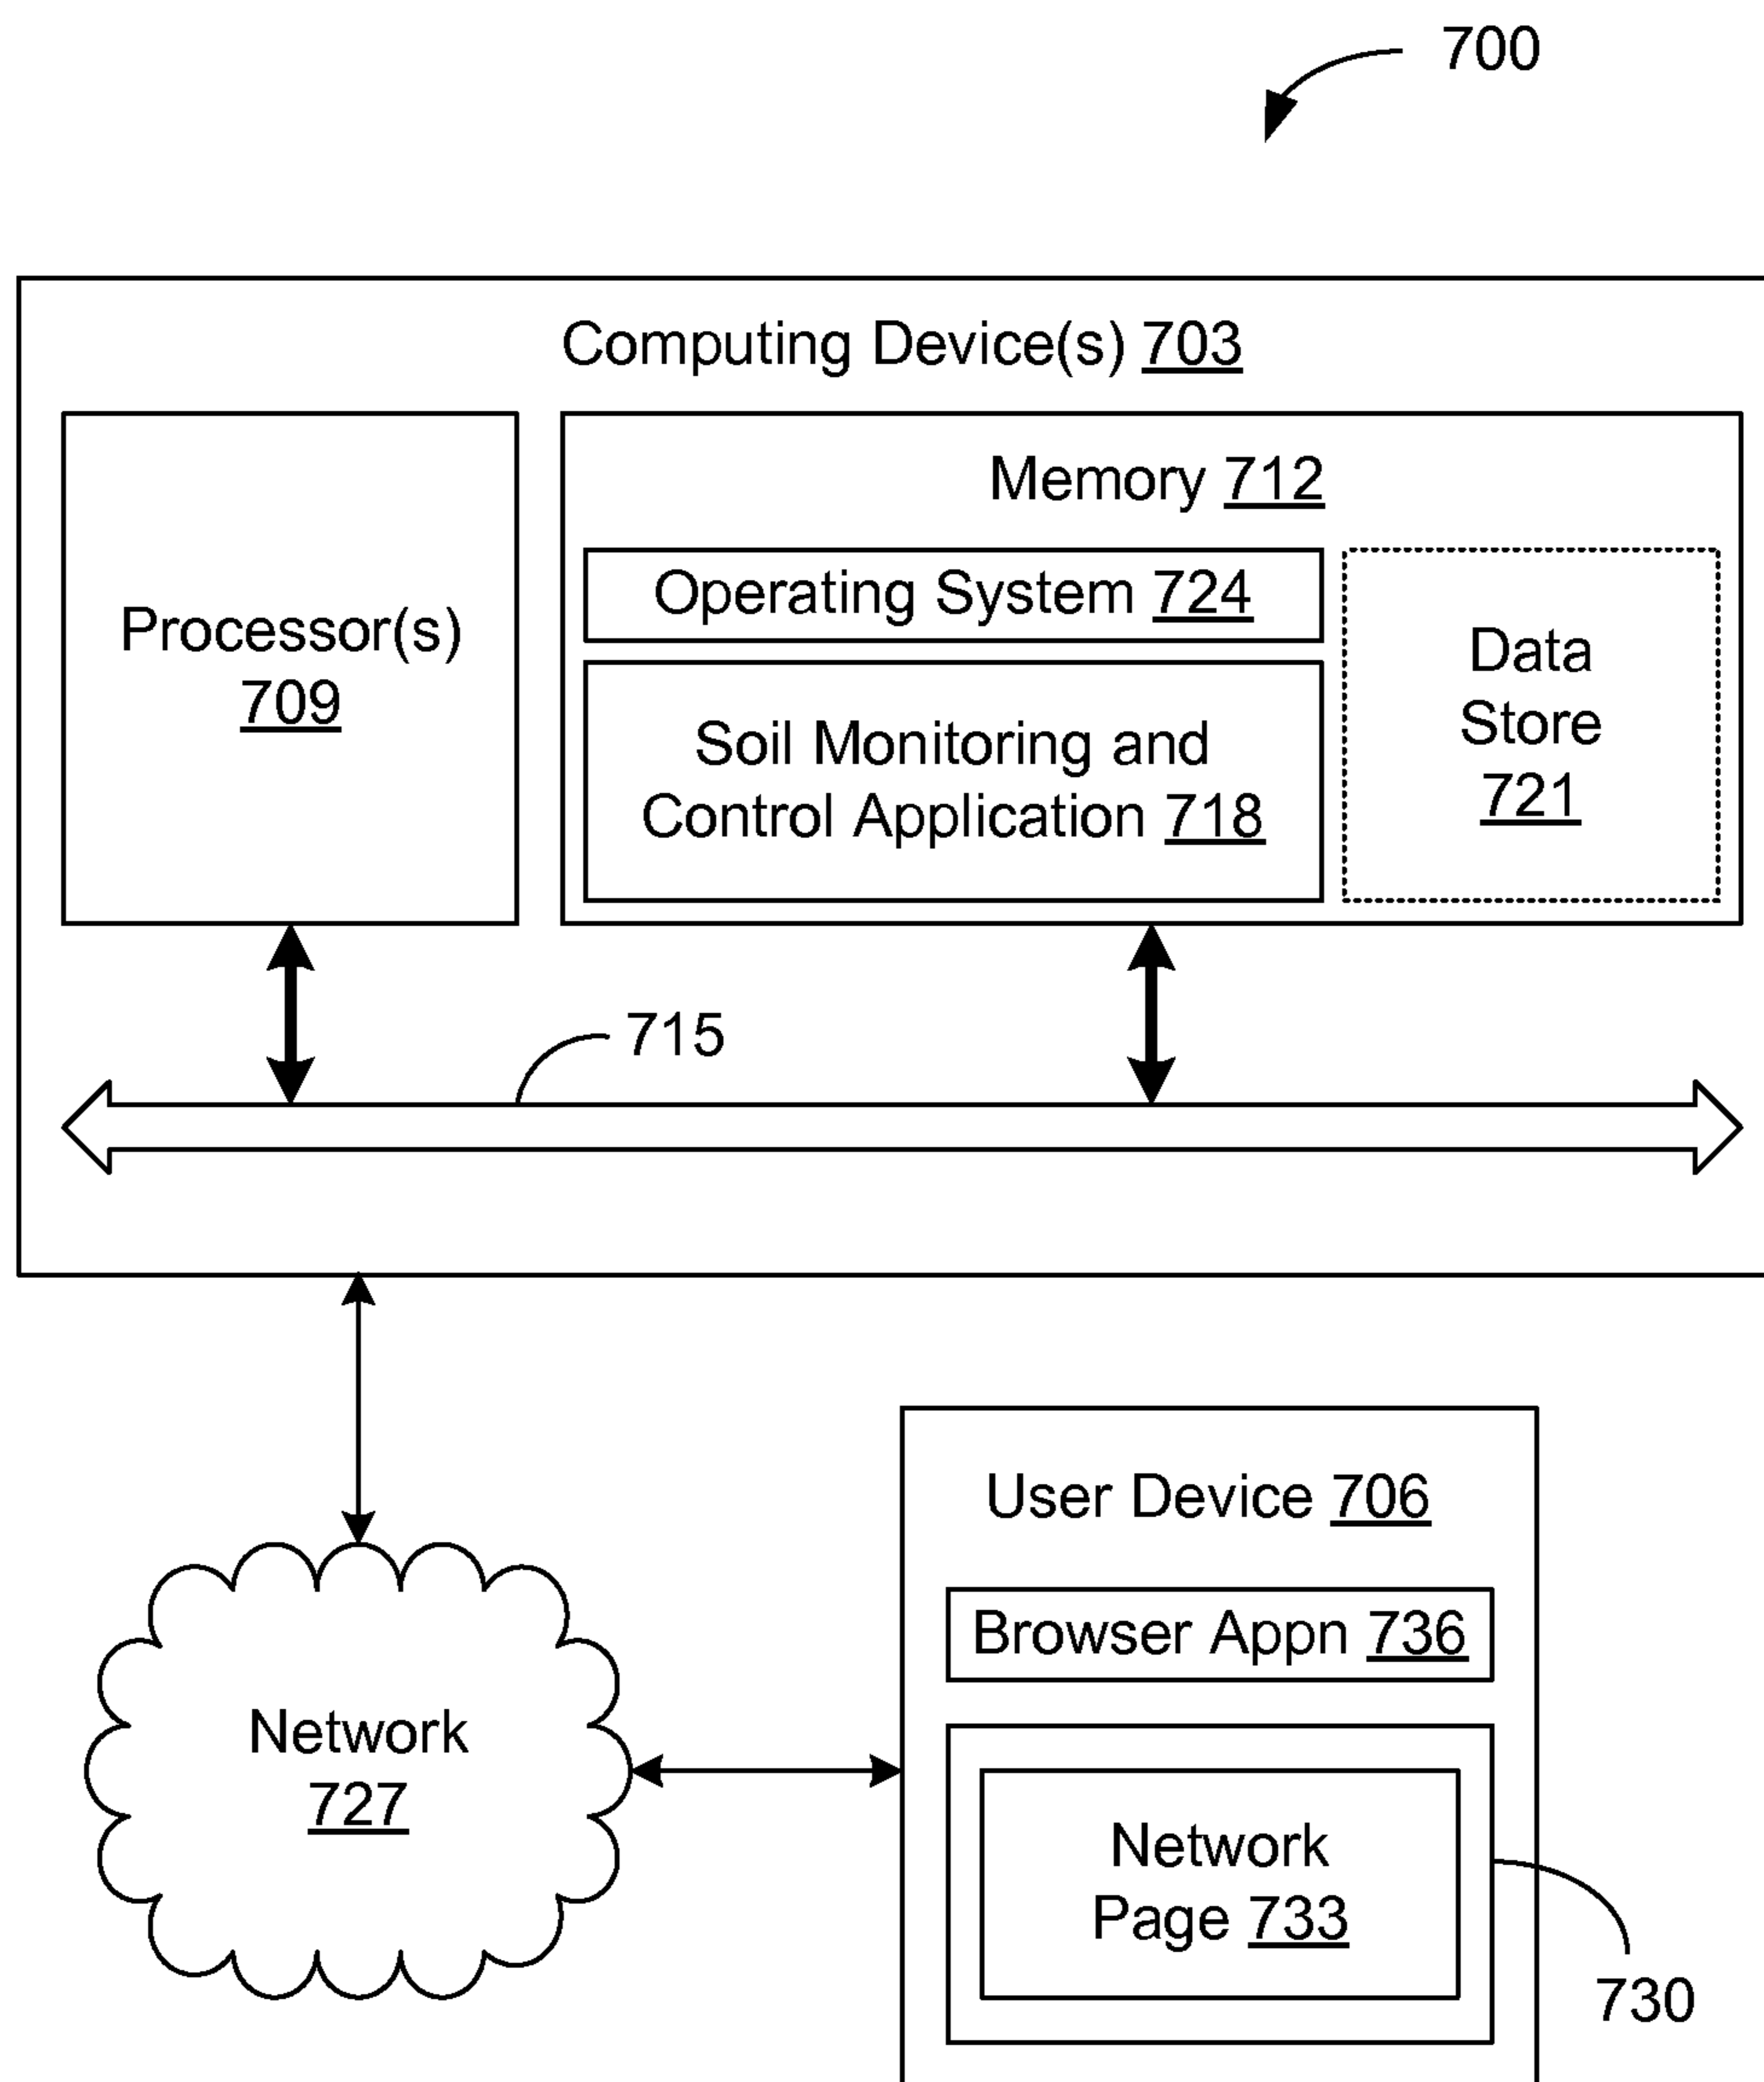 700
Computing Device(s) 703
Processor(s)
709
Memory 712
Operating System 724
Soil Monitoring and
Control Application 718
Data
Store
721
715
User Device 706
Browser Appn 736
Network
727
Network
Page 733
730